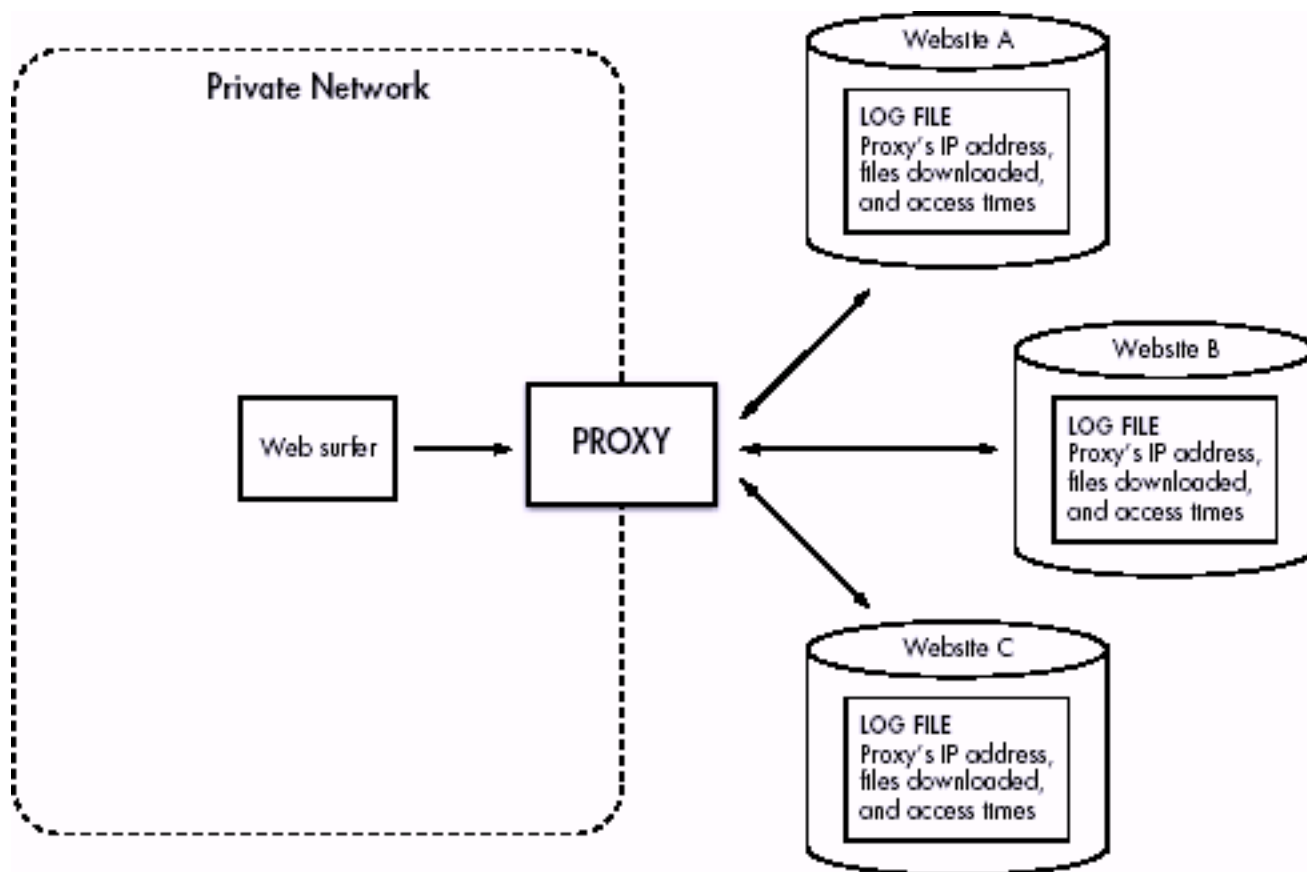 Private Network
Web surfer
PROXY
Website A
LOG FILE
Proxy's IP address,
files downloaded,
and access times
Website B
LOG FILE
Proxy's IP address,
files downloaded,
and access times
Website C
LOG FILE
Proxy's IP address,
files downloaded,
and access times